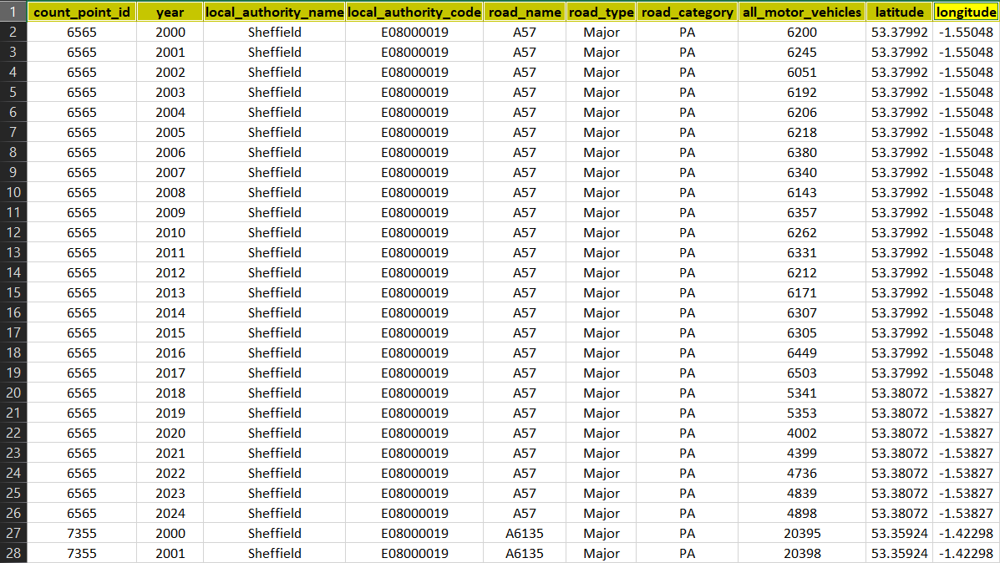 1 count_point_id year local_authority_name local_authority_code road_name road_type road_category all_motor_vehicles latitude longitude
2 6565 2000 Sheffield E08000019 A57 Major PA 6200 53.37992 -1.55048
3 6565 2001 Sheffield E08000019 A57 Major PA 6245 53.37992 -1.55048
4 6565 2002 Sheffield E08000019 A57 Major PA 6051 53.37992 -1.55048
5 6565 2003 Sheffield E08000019 A57 Major PA 6192 53.37992 -1.55048
6 6565 2004 Sheffield E08000019 A57 Major PA 6206 53.37992 -1.55048
7 6565 2005 Sheffield E08000019 A57 Major PA 6218 53.37992 -1.55048
8 6565 2006 Sheffield E08000019 A57 Major PA 6380 53.37992 -1.55048
9 6565 2007 Sheffield E08000019 A57 Major PA 6340 53.37992 -1.55048
10 6565 2008 Sheffield E08000019 A57 Major PA 6143 53.37992 -1.55048
11 6565 2009 Sheffield E08000019 A57 Major PA 6357 53.37992 -1.55048
12 6565 2010 Sheffield E08000019 A57 Major PA 6262 53.37992 -1.55048
13 6565 2011 Sheffield E08000019 A57 Major PA 6331 53.37992 -1.55048
14 6565 2012 Sheffield E08000019 A57 Major PA 6212 53.37992 -1.55048
15 6565 2013 Sheffield E08000019 A57 Major PA 6171 53.37992 -1.55048
16 6565 2014 Sheffield E08000019 A57 Major PA 6307 53.37992 -1.55048
17 6565 2015 Sheffield E08000019 A57 Major PA 6305 53.37992 -1.55048
18 6565 2016 Sheffield E08000019 A57 Major PA 6449 53.37992 -1.55048
19 6565 2017 Sheffield E08000019 A57 Major PA 6503 53.37992 -1.55048
20 6565 2018 Sheffield E08000019 A57 Major PA 5341 53.38072 -1.53827
21 6565 2019 Sheffield E08000019 A57 Major PA 5353 53.38072 -1.53827
22 6565 2020 Sheffield E08000019 A57 Major PA 4002 53.38072 -1.53827
23 6565 2021 Sheffield E08000019 A57 Major PA 4399 53.38072 -1.53827
24 6565 2022 Sheffield E08000019 A57 Major PA 4736 53.38072 -1.53827
25 6565 2023 Sheffield E08000019 A57 Major PA 4839 53.38072 -1.53827
26 6565 2024 Sheffield E08000019 A57 Major PA 4898 53.38072 -1.53827
27 7355 2000 Sheffield E08000019 A6135 Major PA 20395 53.35924 -1.42298
28 7355 2001 Sheffield E08000019 A6135 Major PA 20398 53.35924 -1.42298